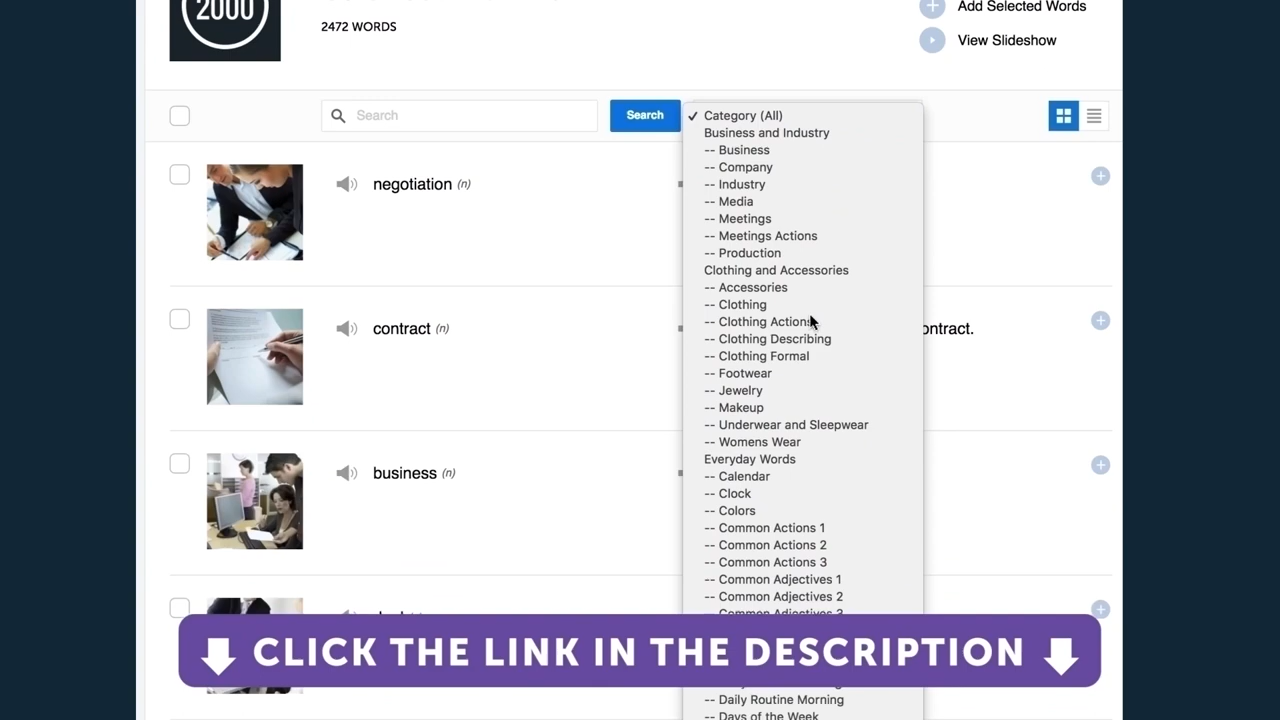 2000
2472 WORDS
Add Selected Words
View Slideshow
Search
Search
✓ Category (All)
Business and Industry
-- Business
-- Company
-- Industry
-- Media
-- Meetings
-- Meetings Actions
-- Production
Clothing and Accessories
-- Accessories
-- Clothing
-- Clothing Actions
-- Clothing Describing
-- Clothing Formal
-- Footwear
-- Jewelry
-- Makeup
-- Underwear and Sleepwear
-- Womens Wear
Everyday Words
-- Calendar
-- Clock
-- Colors
-- Common Actions 1
-- Common Actions 2
-- Common Actions 3
-- Common Adjectives 1
-- Common Adjectives 2
-- Common Adjectives 3
-- Daily Routine Morning
-- Days of the Week
negotiation (n)
contract (n)
ontract.
business (n)
CLICK THE LINK IN THE DESCRIPTION